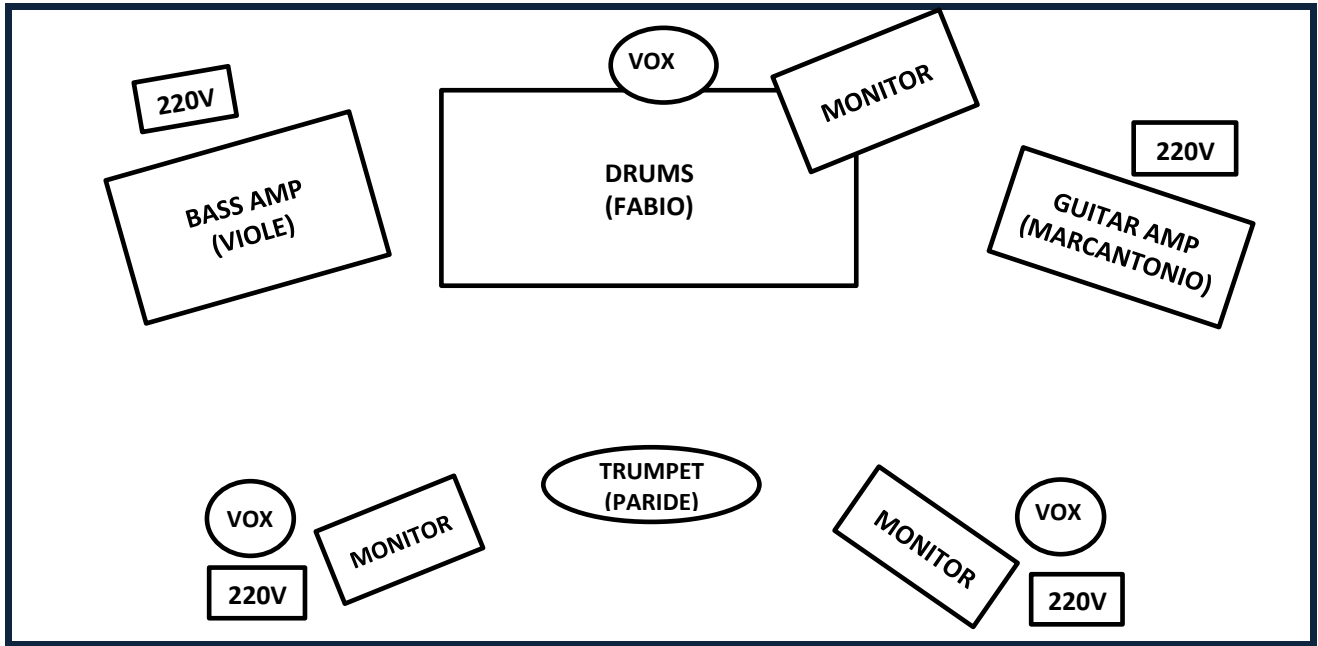 VOX
MONITOR
220V
BASS AMP
(VIOLE)
DRUMS
(FABIO)
220V
GUITAR AMP
(MARCANTONIO)
TRUMPET
(PARIDE)
VOX
MONITOR
220V
MONITOR
VOX
220V